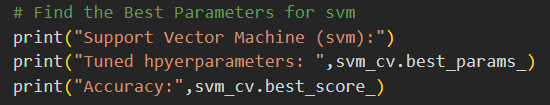 # Find the Best Parameters for svm
print("Support Vector Machine (svm):")
print("Tuned hpyerparameters: ",svm_cv.best_params_)
print("Accuracy:",svm_cv.best_score_)